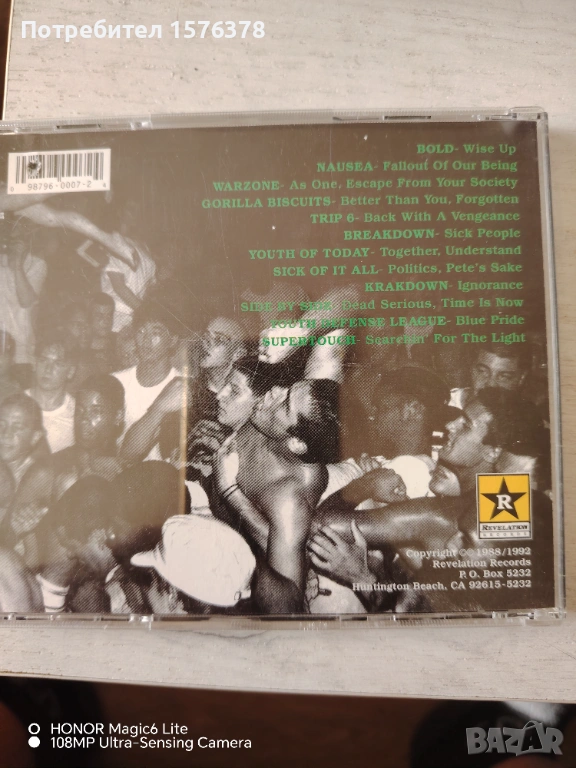 Потребител 1576378
BOLD- Wise Up
NAUSEA- Fallout Of Our Being
WARZONE- As One, Escape From Your Society
GORILLA BISCUITS- Better Than You, Forgotten
TRIP 6- Back With A Vengeance
BREAKDOWN- Sick People
YOUTH OF TODAY- Together, Understand
SICK OF IT ALL- Politics, Pete's Sake
KRAKDOWN- Ignorance
SIDE BY SIDE- Dead Serious, Time Is Now
YOUTH DEFENSE LEAGUE- Blue Pride
SUPERTOUCH- Searchin' For The Light
98796-0007-2
R
REVELATION
RECORDS
Copyright ©℗ 1988/1992
Revelation Records
P. O. Box 5232
Huntington Beach, CA 92615-5232
HONOR Magic6 Lite
108MP Ultra-Sensing Camera
BAZAR